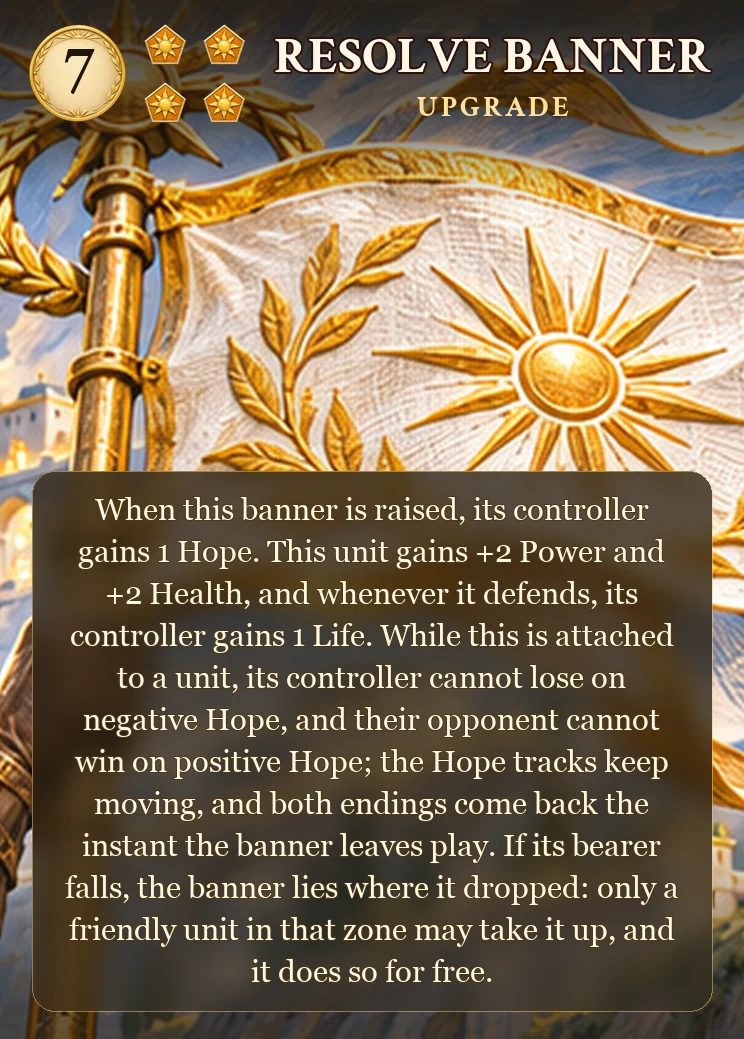 7
RESOLVE BANNER
UPGRADE
When this banner is raised, its controller
gains 1 Hope. This unit gains +2 Power and
+2 Health, and whenever it defends, its
controller gains 1 Life. While this is attached
to a unit, its controller cannot lose on
negative Hope, and their opponent cannot
win on positive Hope; the Hope tracks keep
moving, and both endings come back the
instant the banner leaves play. If its bearer
falls, the banner lies where it dropped: only a
friendly unit in that zone may take it up, and
it does so for free.